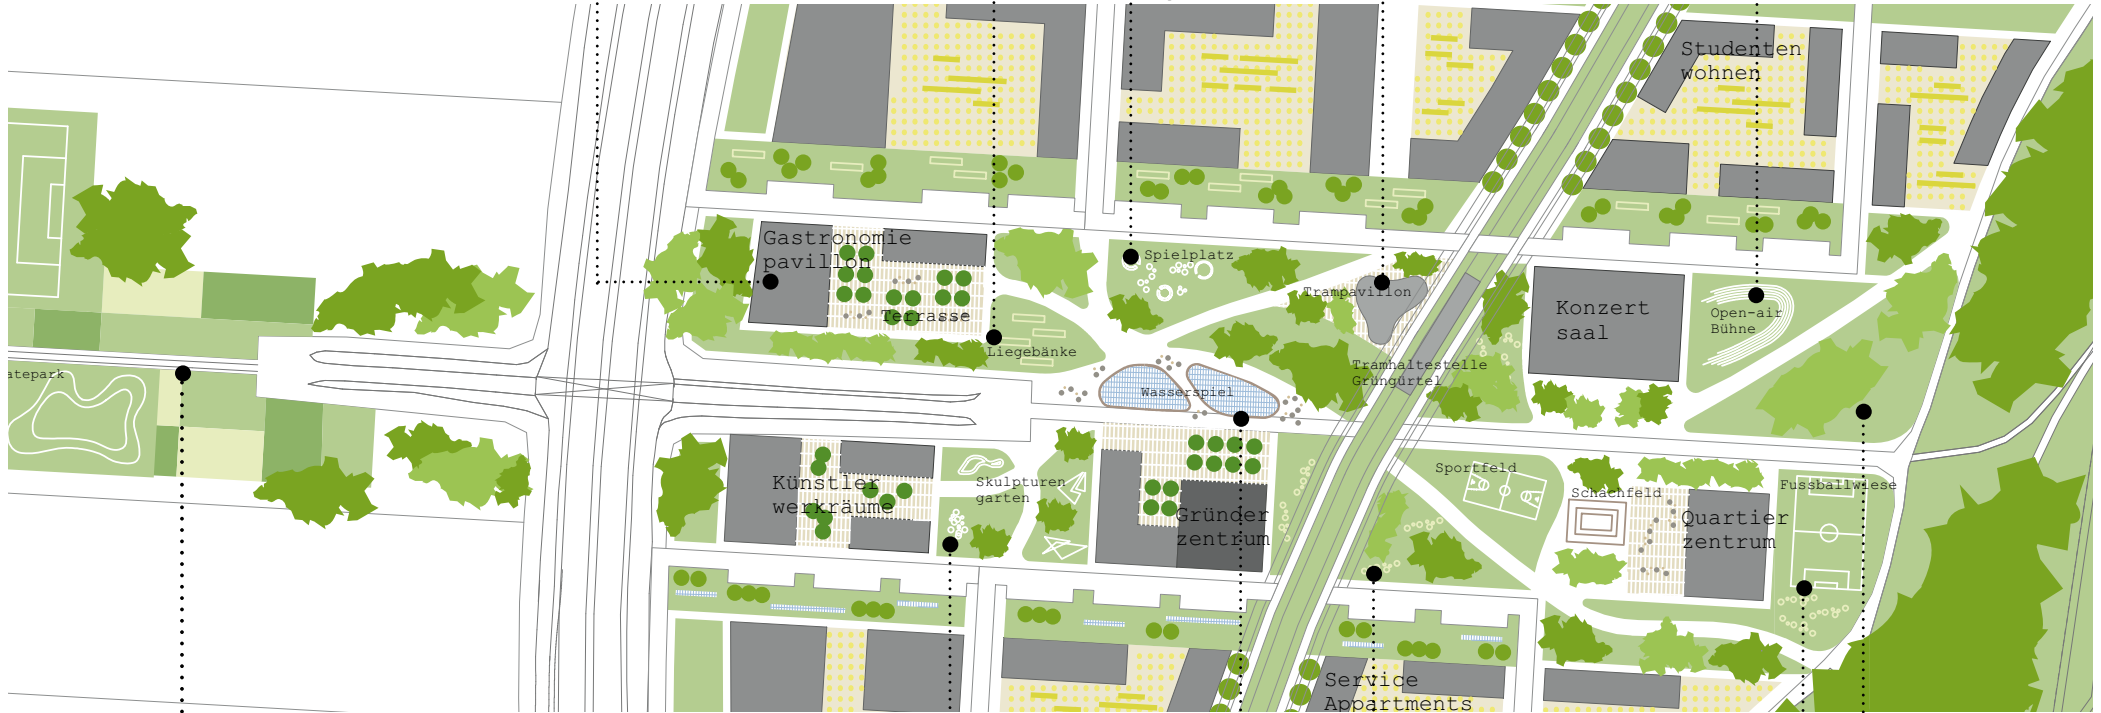 Studenten
wohnen
Gastronomie
pavillon
Terrasse
Liegebänke
Spielplatz
Trampavillon
Konzert
saal
Open-air
Bühne
Tramhaltestelle
Grüngürtel
Wasserspiel
atepark
Künstler
werkräume
Skulpturen
garten
Gründer
zentrum
Sportfeld
Schachfeld
Quartier
zentrum
Fussballwiese
Service
Appartments